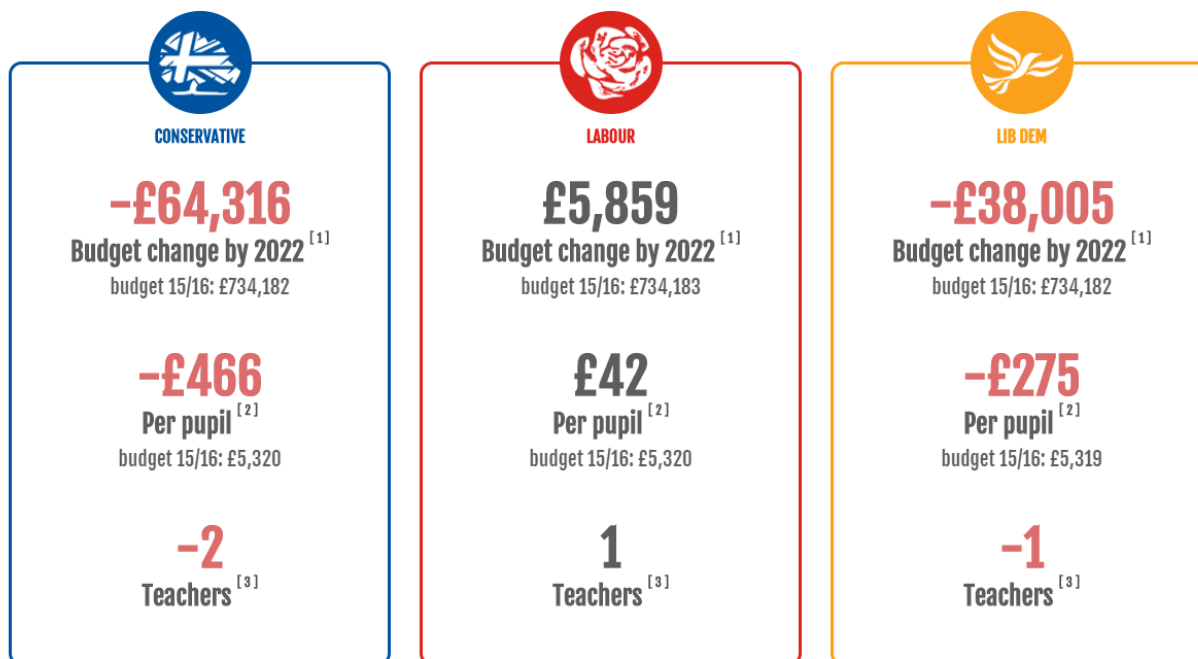 CONSERVATIVE
-£64,316
Budget change by 2022 [1]
budget 15/16: £734,182
-£466
Per pupil [2]
budget 15/16: £5,320
-2
Teachers [3]
LABOUR
£5,859
Budget change by 2022 [1]
budget 15/16: £734,183
£42
Per pupil [2]
budget 15/16: £5,320
1
Teachers [3]
LIB DEM
-£38,005
Budget change by 2022 [1]
budget 15/16: £734,182
-£275
Per pupil [2]
budget 15/16: £5,319
-1
Teachers [3]